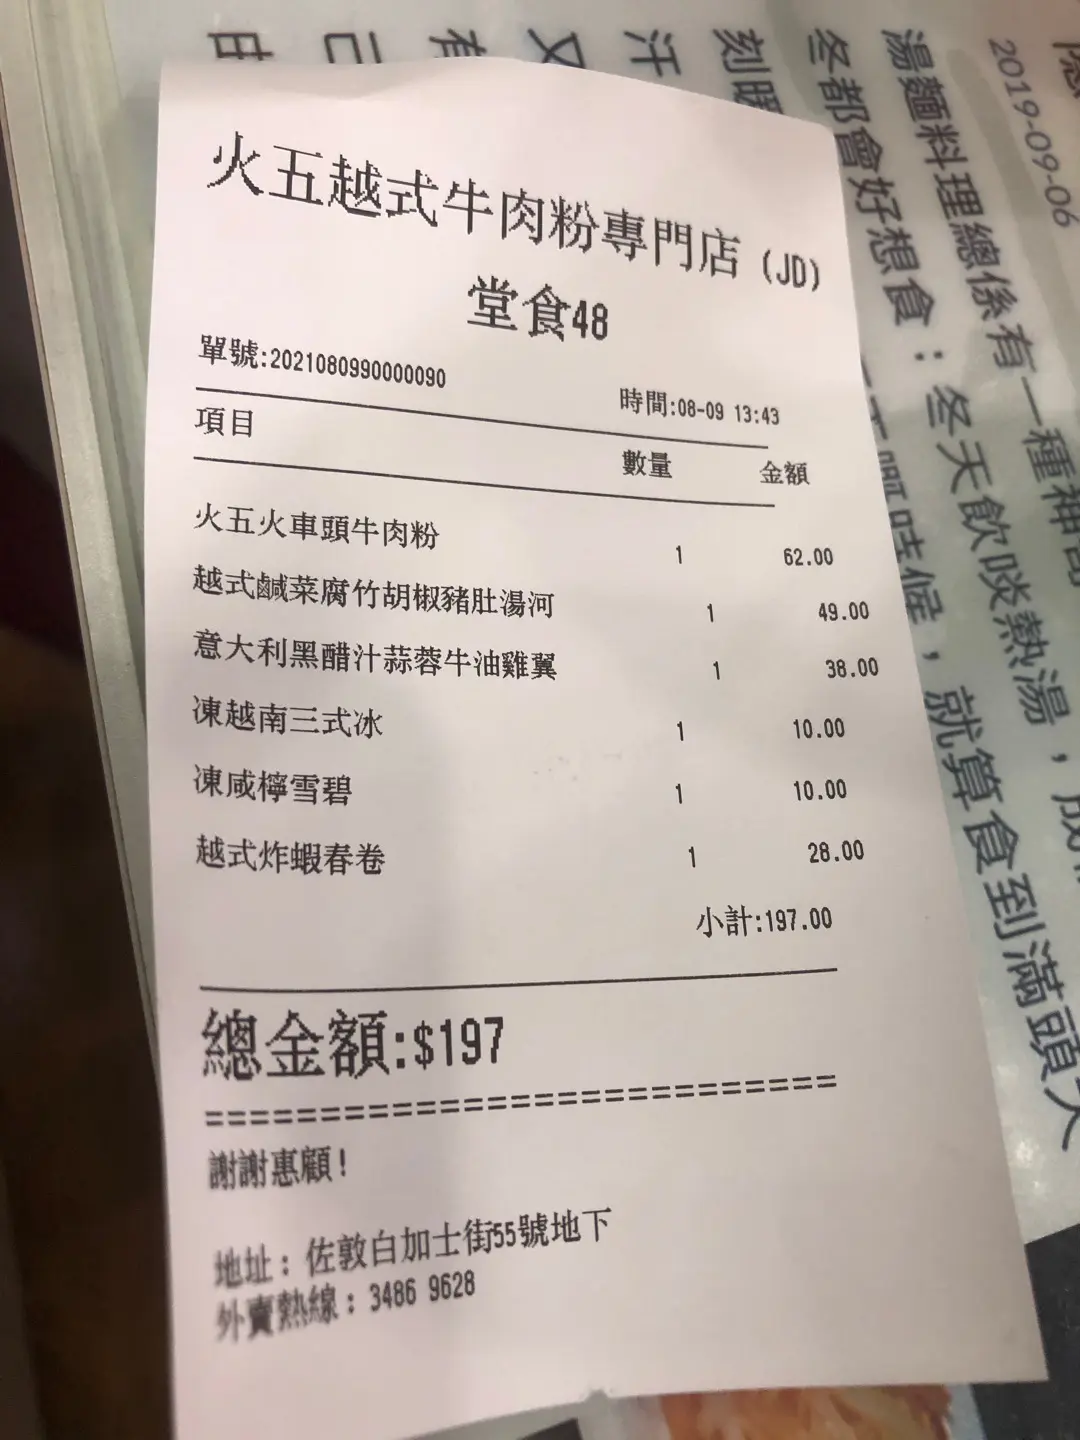 火五越式牛肉粉專門店 (JD)
堂食48
單號:2021080990000090
時間:08-09 13:43
項目 數量 金額
火五火車頭牛肉粉 1 62.00
越式鹹菜腐竹胡椒豬肚湯河 1 49.00
意大利黑醋汁蒜蓉牛油雞翼 1 38.00
凍越南三式冰 1 10.00
凍咸檸雪碧 1 10.00
越式炸蝦春卷 1 28.00
小計:197.00
總金額:$197
===========================
謝謝惠顧!
地址: 佐敦白加士街55號地下
外賣熱線: 3486 9628
2019-09-06
湯麵料理總係有一種神
冬都會好想食:冬天飲啖熱湯,
時候,就算食到滿頭大
刻暖
汗
又
有
己